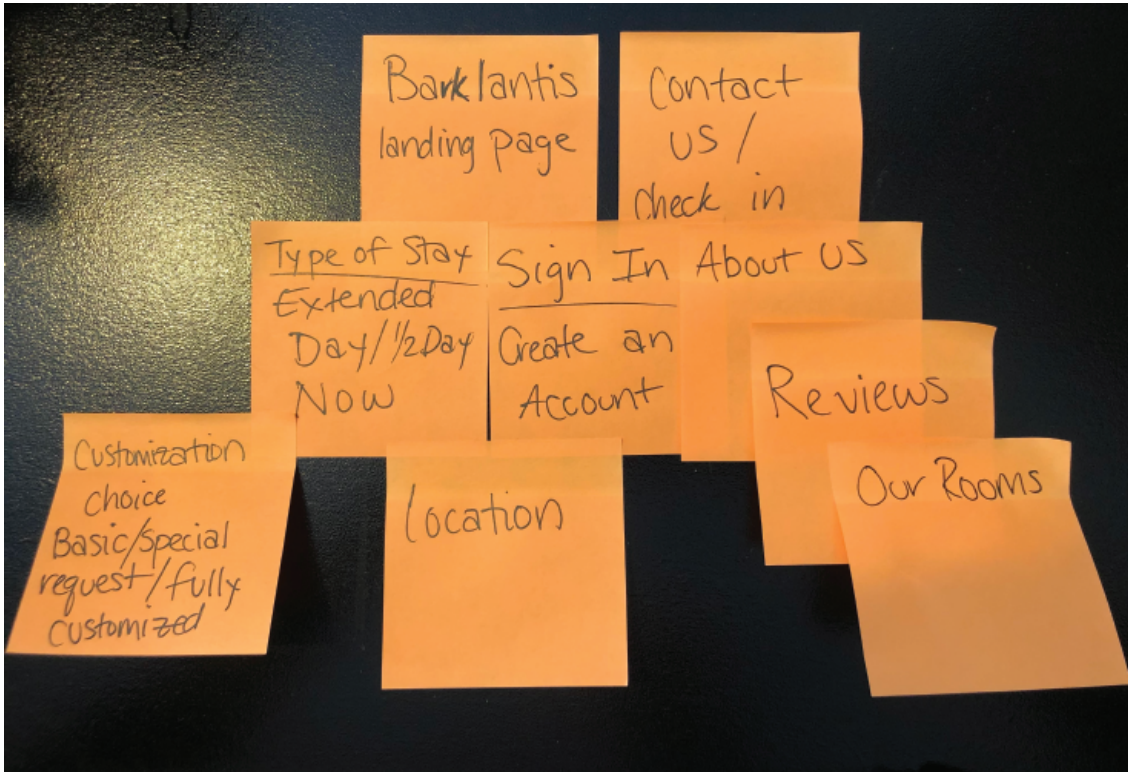 Barklantis
landing page
Contact
us /
check in
Type of Stay
Extended
Day/½Day
Now
Sign In
Create an
Account
About us
Reviews
Customization
choice
Basic/special
request/fully
customized
location
Our Rooms